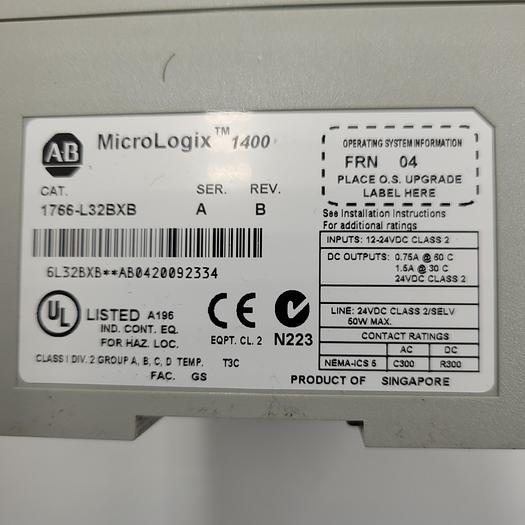 AB
MicroLogix™ 1400
CAT. SER. REV.
1766-L32BXB A B
6L32BXB**AB0420092334
UL
LISTED A196
IND. CONT. EQ.
FOR HAZ. LOC.
CE
EQPT. CL. 2
N223
CLASS I DIV. 2 GROUP A, B, C, D TEMP. T3C
FAC. GS
OPERATING SYSTEM INFORMATION
FRN 04
PLACE O.S. UPGRADE
LABEL HERE
See Installation Instructions
For additional ratings
INPUTS: 12-24VDC CLASS 2
DC OUTPUTS: 0.75A @ 60 C
1.5A @ 30 C
24VDC CLASS 2
LINE: 24VDC CLASS 2/SELV
50W MAX.
CONTACT RATINGS
AC DC
NEMA-ICS 5 C300 R300
PRODUCT OF SINGAPORE